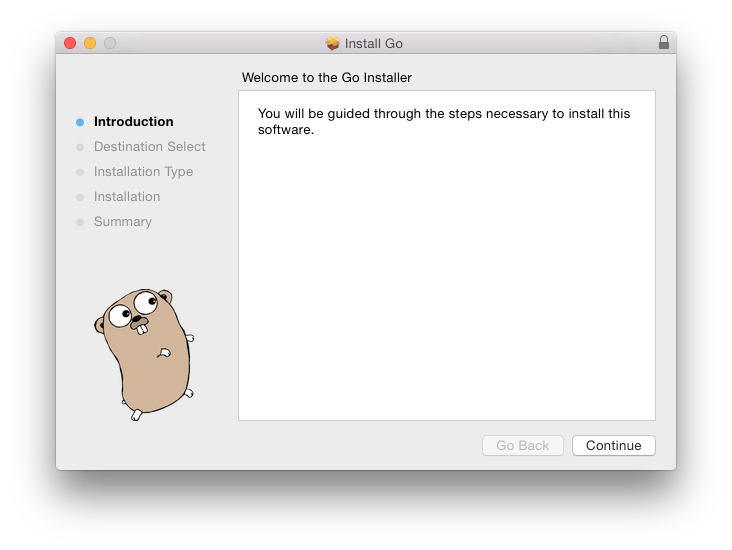 Install Go
Welcome to the Go Installer
Introduction
Destination Select
Installation Type
Installation
Summary
You will be guided through the steps necessary to install this
software.
Go Back
Continue